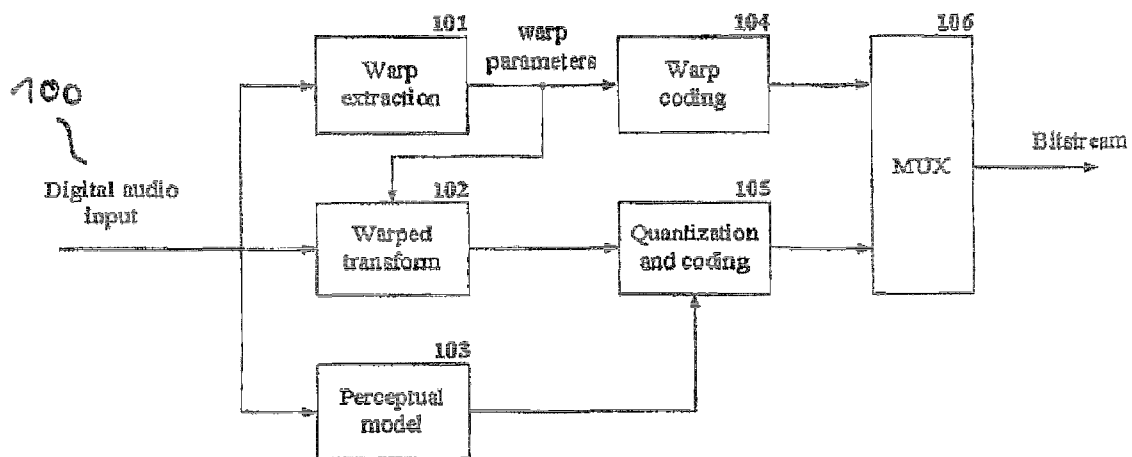 101
Warp
extraction
warp
parameters
104
Warp
coding
106
MUX
Bitstream
100
Digital audio
input
102
Warped
transform
105
Quantization
and coding
103
Perceptual
model